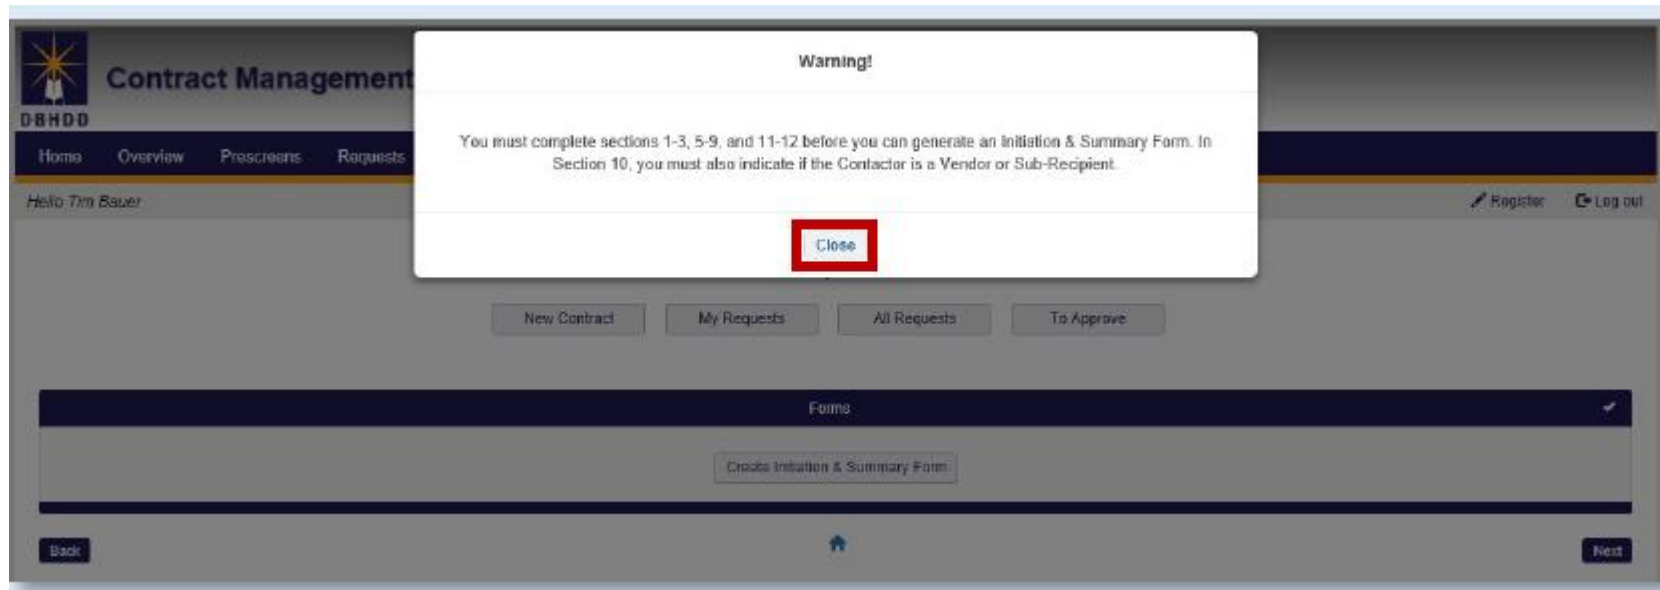 Warning!
Contract Management
DBHDD
You must complete sections 1-3, 5-9, and 11-12 before you can generate an Initiation & Summary Form. In
Section 10, you must also indicate if the Contactor is a Vendor or Sub-Recipient.
Home Overview Prescreens Requests
Hello Tim Bauer
Register Log out
Close
New Contract My Requests All Requests To Approve
Forms
Create Initiation & Summary Form
Back Next